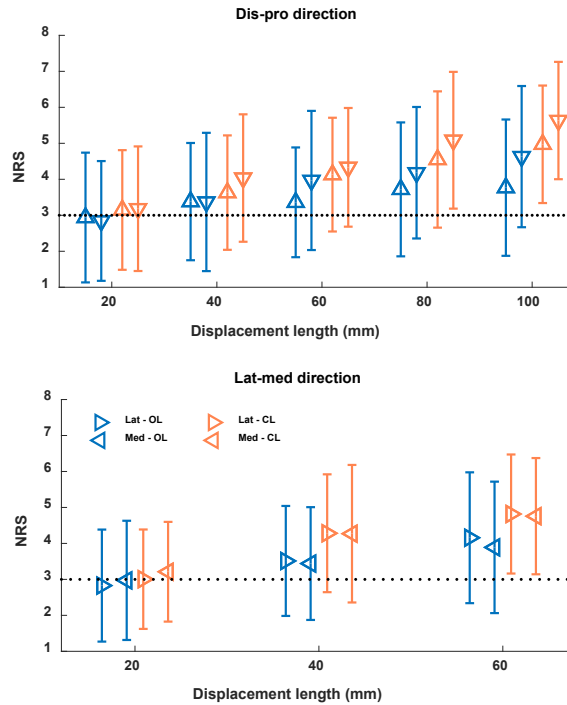 Dis-pro direction
8
7
6
5
4
3
2
1
NRS
20 40 60 80 100
Displacement length (mm)
Lat-med direction
8
7
6
5
4
3
2
1
NRS
Lat - OL Lat - CL
Med - OL Med - CL
20 40 60
Displacement length (mm)